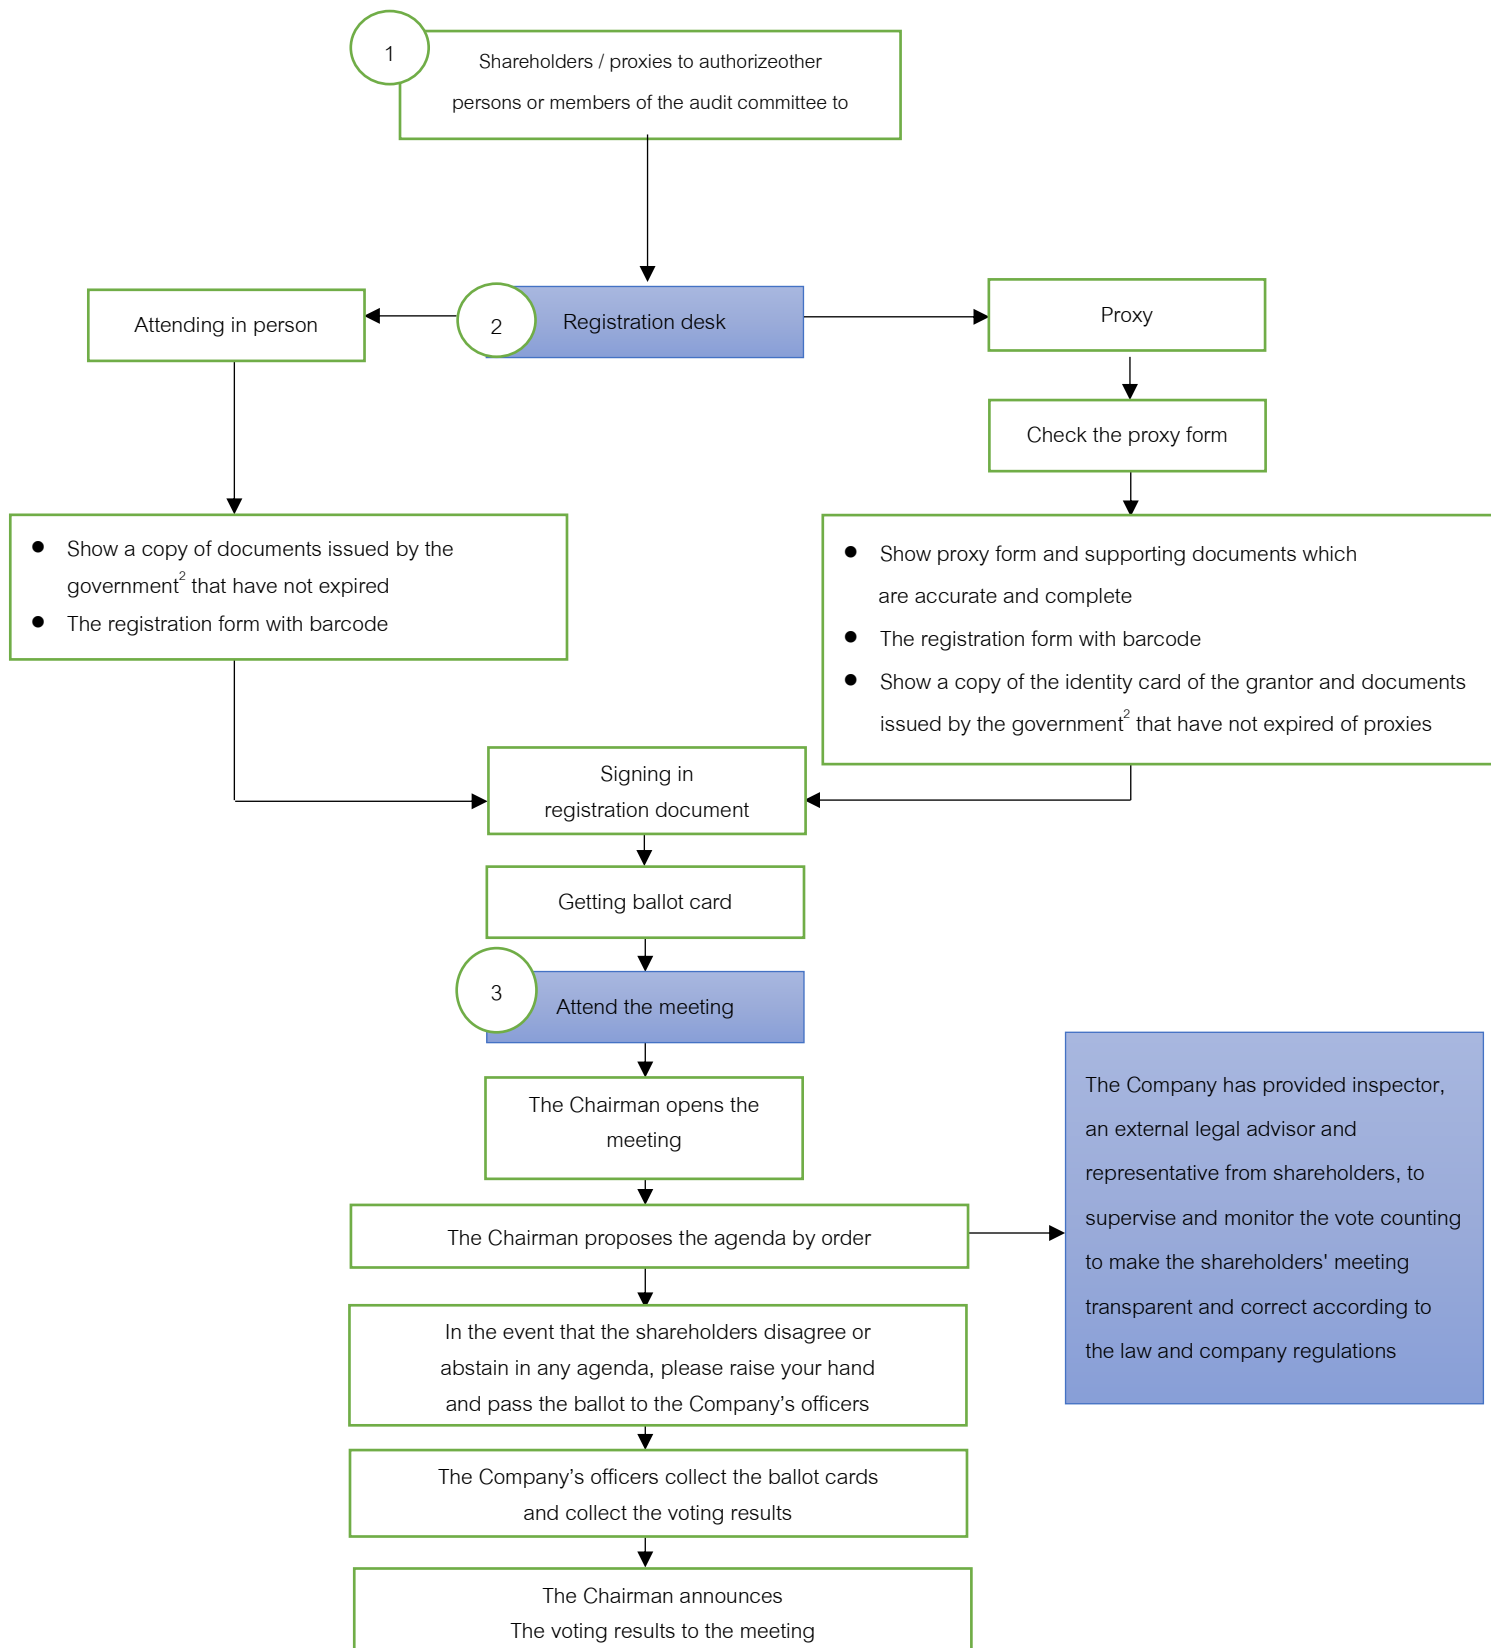 1
Shareholders / proxies to authorizeother
persons or members of the audit committee to
Attending in person
2
Registration desk
Proxy
Check the proxy form
● Show a copy of documents issued by the
government² that have not expired
● The registration form with barcode
● Show proxy form and supporting documents which
are accurate and complete
● The registration form with barcode
● Show a copy of the identity card of the grantor and documents
issued by the government² that have not expired of proxies
Signing in
registration document
Getting ballot card
3
Attend the meeting
The Chairman opens the
meeting
The Chairman proposes the agenda by order
The Company has provided inspector,
an external legal advisor and
representative from shareholders, to
supervise and monitor the vote counting
to make the shareholders' meeting
transparent and correct according to
the law and company regulations
In the event that the shareholders disagree or
abstain in any agenda, please raise your hand
and pass the ballot to the Company’s officers
The Company’s officers collect the ballot cards
and collect the voting results
The Chairman announces
The voting results to the meeting